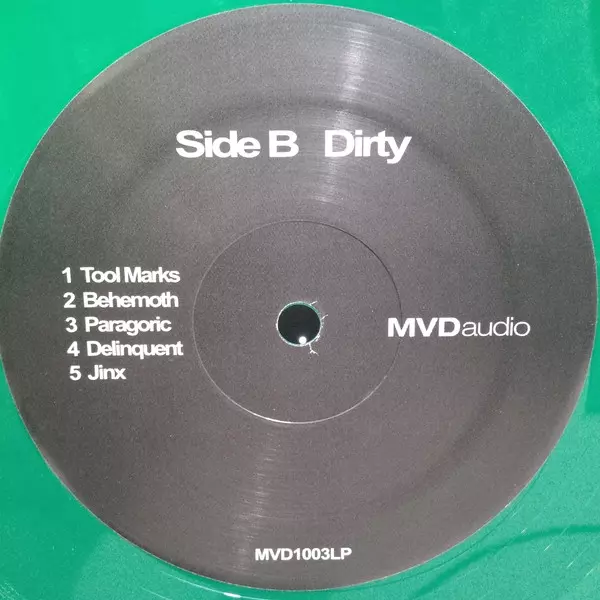 Side B Dirty
1 Tool Marks
2 Behemoth
3 Paragoric
4 Delinquent
5 Jinx
MVDaudio
MVD1003LP